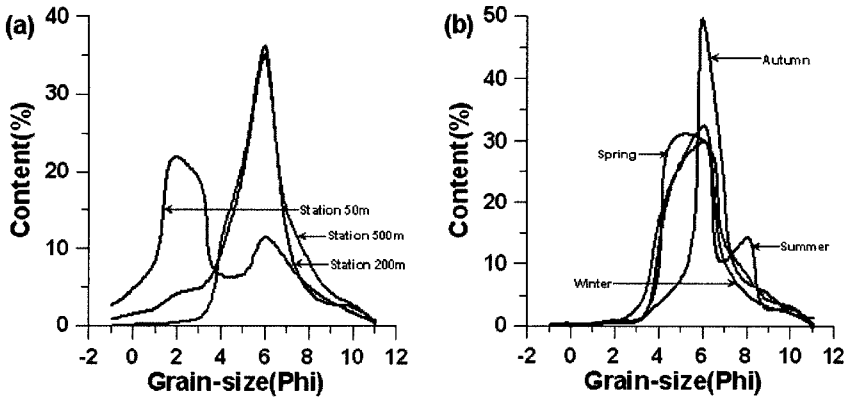 (a)
Content(%)
40
30
20
10
0
Station 50m
Station 500m
Station 200m
-2 0 2 4 6 8 10 12
Grain-size(Phi)
(b)
Content(%)
50
40
30
20
10
0
Autumn
Spring
Summer
Winter
-2 0 2 4 6 8 10 12
Grain-size(Phi)